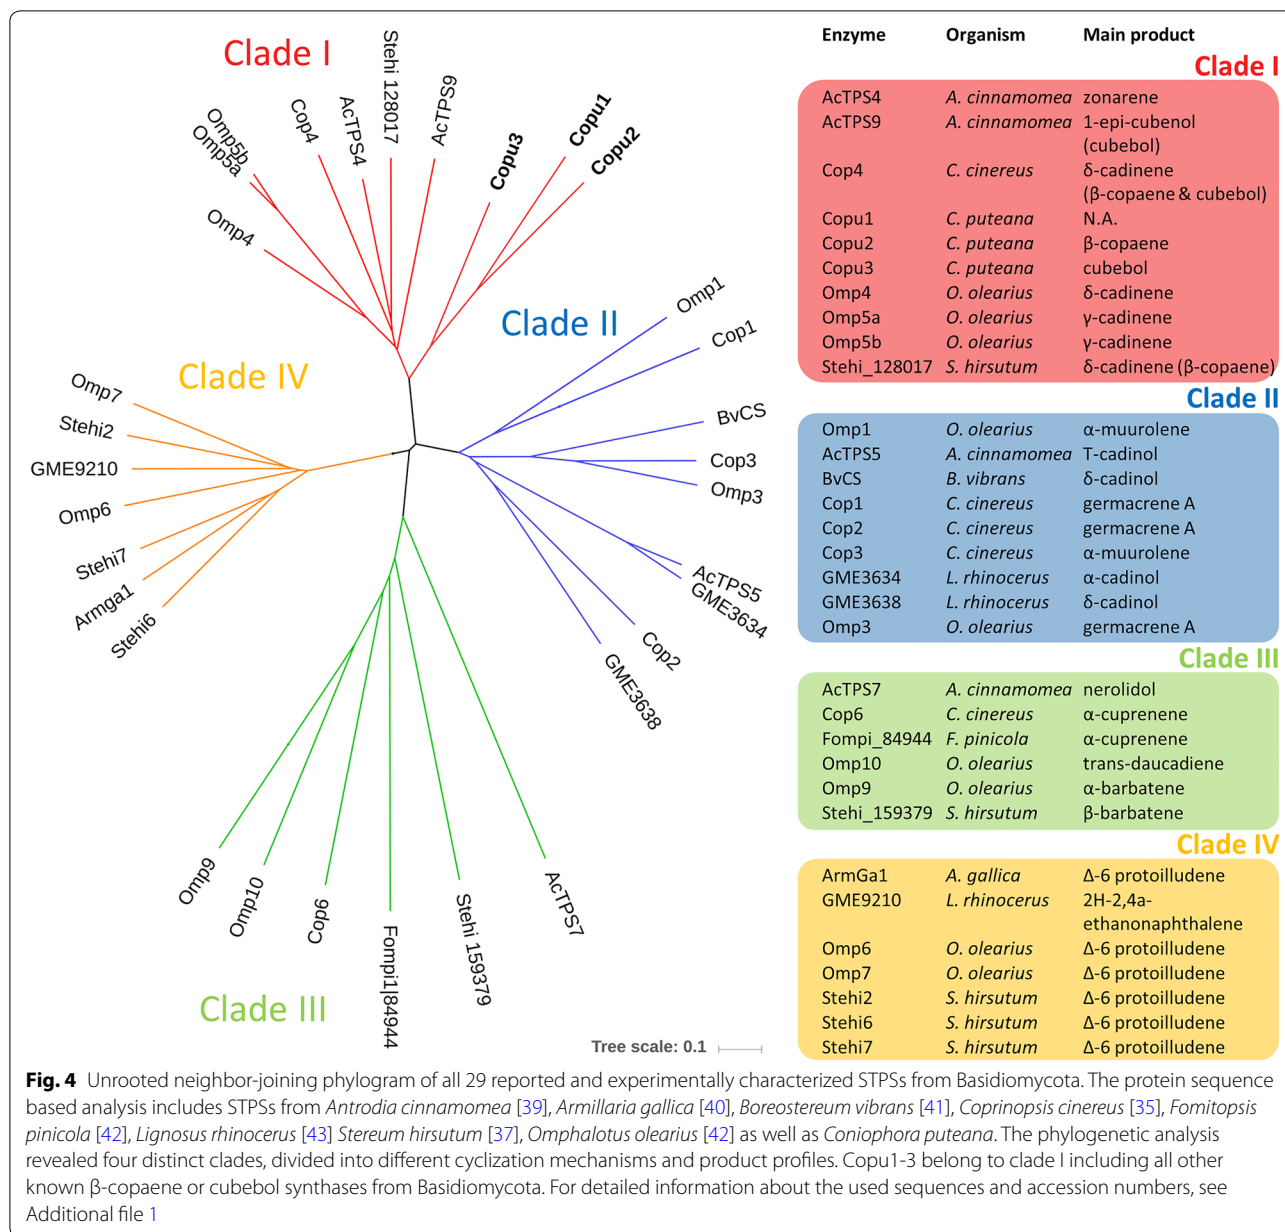 Clade I
Stehi 128017
AcTPS9
AcTPS4
Cop4
Omp5b
Omp5a
Omp4
Copu3
Copu1
Copu2
Clade II
Omp1
Cop1
BvCS
Cop3
Omp3
AcTPS5
GME3634
Cop2
GME3638
Clade IV
Omp7
Stehi2
GME9210
Omp6
Stehi7
Armga1
Stehi6
Omp9
Omp10
Cop6
Fompi1|84944
Stehi 159379
AcTPS7
Clade III
Tree scale: 0.1
Enzyme Organism Main product
Clade I
AcTPS4 A. cinnamomea zonarene
AcTPS9 A. cinnamomea 1-epi-cubenol
(cubebol)
Cop4 C. cinereus δ-cadinene
(β-copaene & cubebol)
Copu1 C. puteana N.A.
Copu2 C. puteana β-copaene
Copu3 C. puteana cubebol
Omp4 O. olearius δ-cadinene
Omp5a O. olearius γ-cadinene
Omp5b O. olearius γ-cadinene
Stehi_128017 S. hirsutum δ-cadinene (β-copaene)
Clade II
Omp1 O. olearius α-muurolene
AcTPS5 A. cinnamomea T-cadinol
BvCS B. vibrans δ-cadinol
Cop1 C. cinereus germacrene A
Cop2 C. cinereus germacrene A
Cop3 C. cinereus α-muurolene
GME3634 L. rhinocerus α-cadinol
GME3638 L. rhinocerus δ-cadinol
Omp3 O. olearius germacrene A
Clade III
AcTPS7 A. cinnamomea nerolidol
Cop6 C. cinereus α-cuprenene
Fompi_84944 F. pinicola α-cuprenene
Omp10 O. olearius trans-daucadiene
Omp9 O. olearius α-barbatene
Stehi_159379 S. hirsutum β-barbatene
Clade IV
ArmGa1 A. gallica Δ-6 protoilludene
GME9210 L. rhinocerus 2H-2,4a-
ethanonaphthalene
Omp6 O. olearius Δ-6 protoilludene
Omp7 O. olearius Δ-6 protoilludene
Stehi2 S. hirsutum Δ-6 protoilludene
Stehi6 S. hirsutum Δ-6 protoilludene
Stehi7 S. hirsutum Δ-6 protoilludene
Fig. 4 Unrooted neighbor-joining phylogram of all 29 reported and experimentally characterized STPSs from Basidiomycota. The protein sequence
based analysis includes STPSs from Antrodia cinnamomea [39], Armillaria gallica [40], Boreostereum vibrans [41], Coprinopsis cinereus [35], Fomitopsis
pinicola [42], Lignosus rhinocerus [43] Stereum hirsutum [37], Omphalotus olearius [42] as well as Coniophora puteana. The phylogenetic analysis
revealed four distinct clades, divided into different cyclization mechanisms and product profiles. Copu1-3 belong to clade I including all other
known β-copaene or cubebol synthases from Basidiomycota. For detailed information about the used sequences and accession numbers, see
Additional file 1